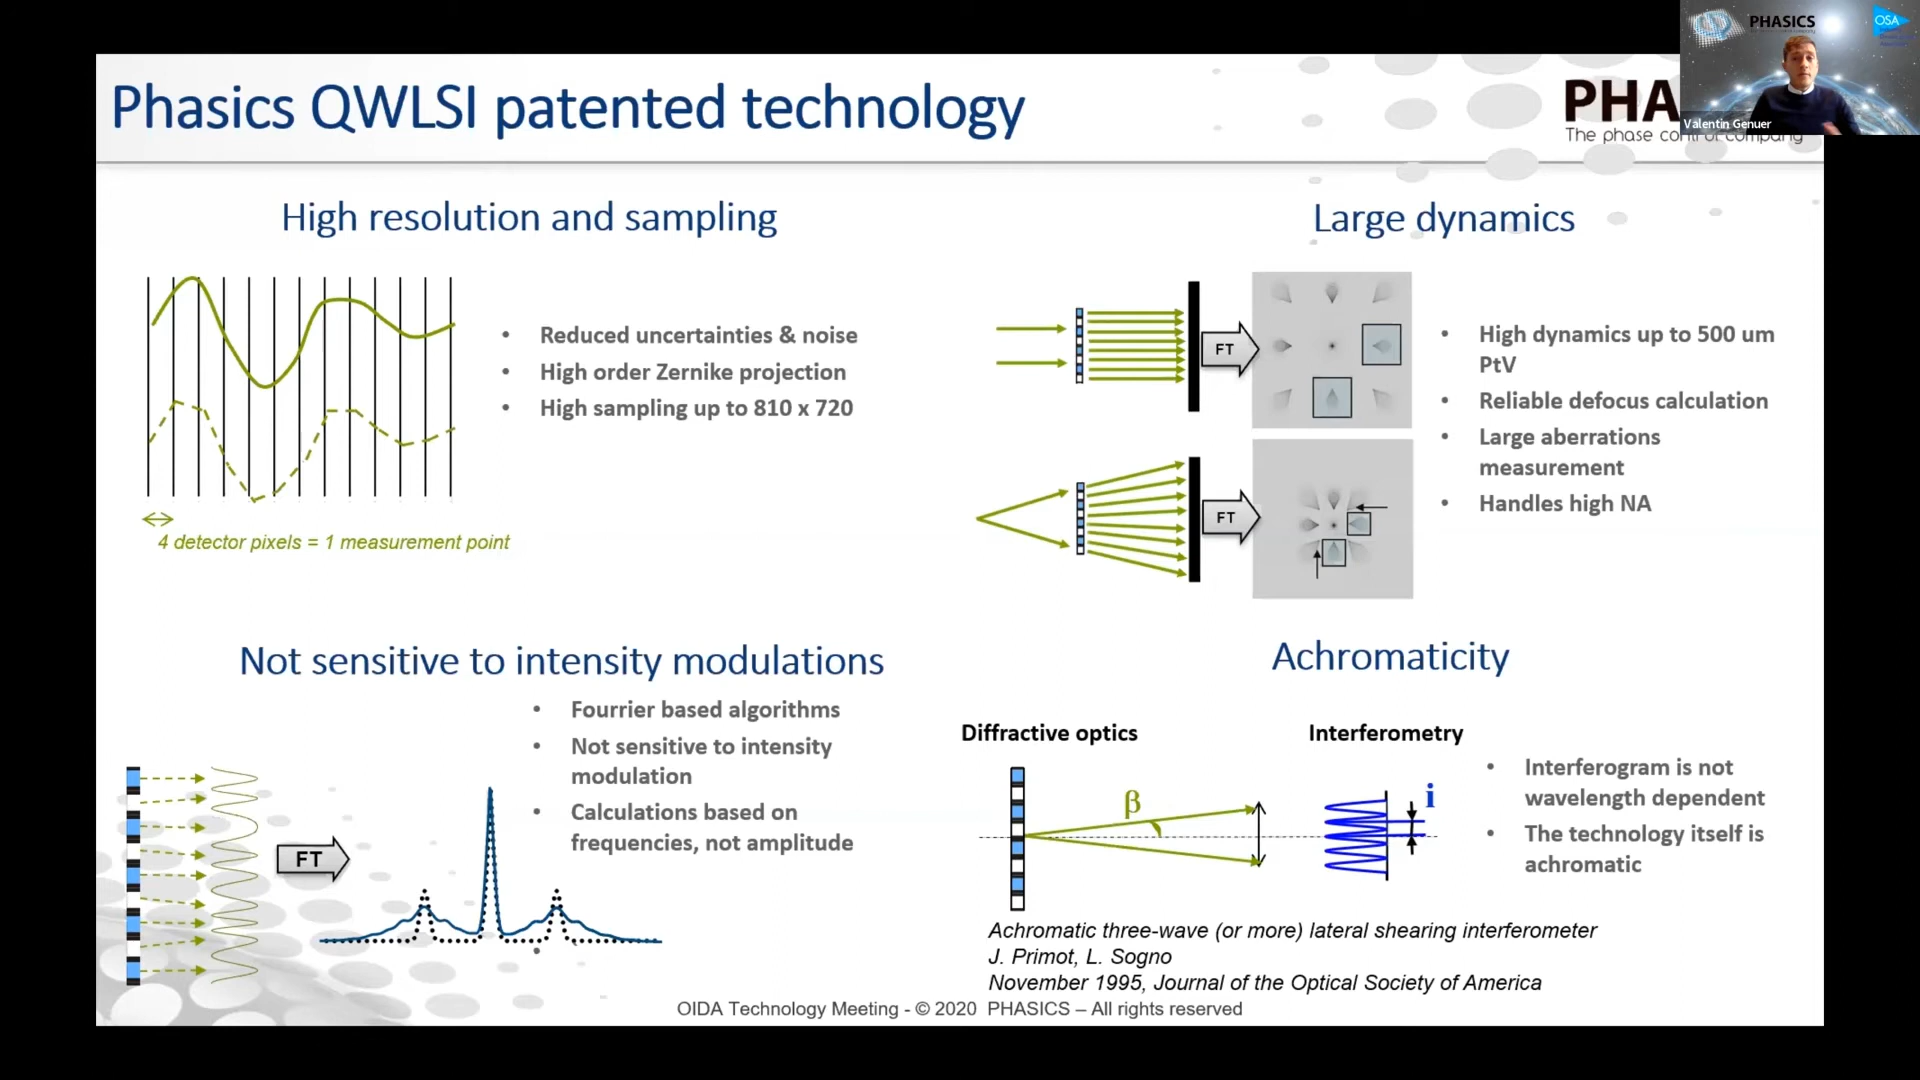 Phasics QWLSI patented technology
PHASICS
OSA
Valentin Genuer
PHA
The phase control company
High resolution and sampling
Reduced uncertainties & noise
High order Zernike projection
High sampling up to 810 x 720
4 detector pixels = 1 measurement point
Large dynamics
FT
FT
High dynamics up to 500 um
PtV
Reliable defocus calculation
Large aberrations
measurement
Handles high NA
Not sensitive to intensity modulations
Fourrier based algorithms
Not sensitive to intensity
modulation
Calculations based on
frequencies, not amplitude
FT
Achromaticity
Diffractive optics
β
Interferometry
i
Interferogram is not
wavelength dependent
The technology itself is
achromatic
Achromatic three-wave (or more) lateral shearing interferometer
J. Primot, L. Sogno
November 1995, Journal of the Optical Society of America
OIDA Technology Meeting - © 2020 PHASICS – All rights reserved